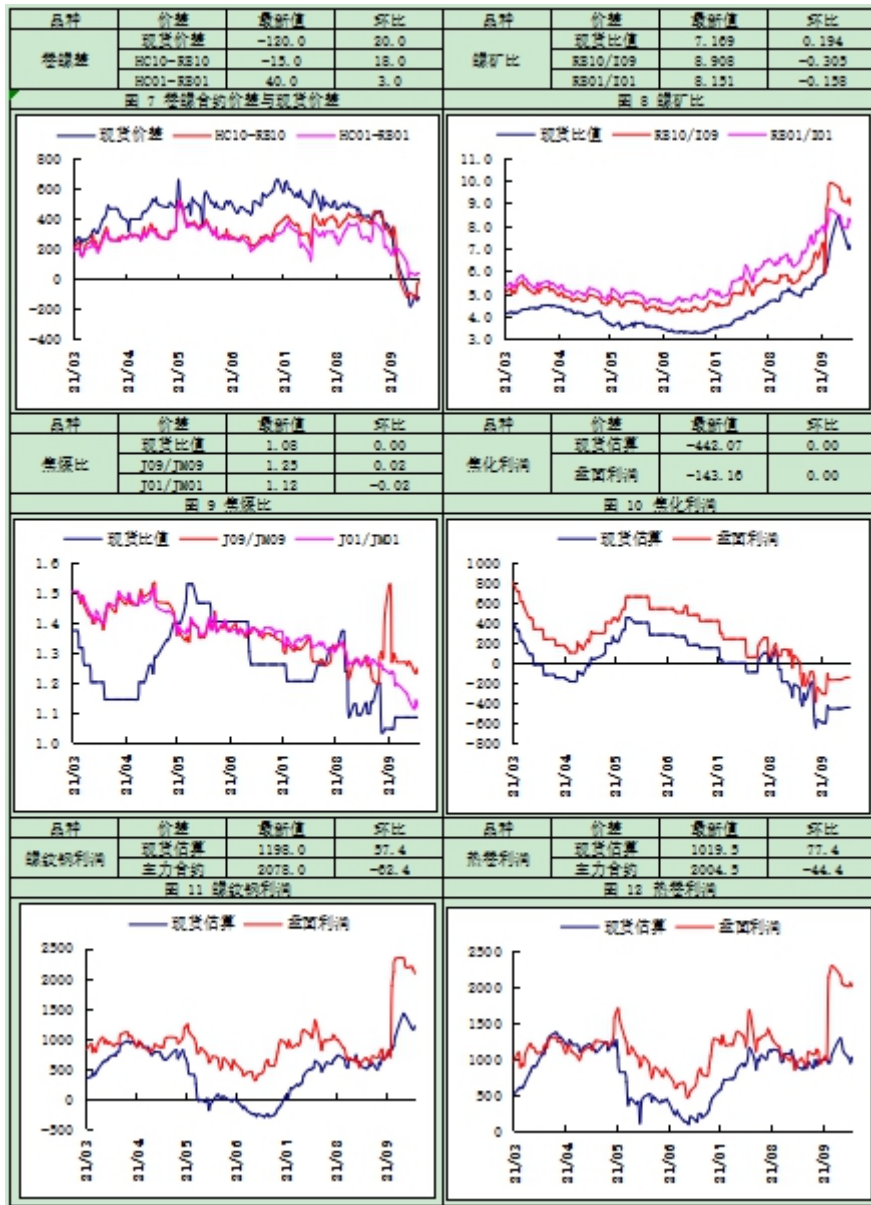 品种 价差 最新值 环比 品种 价差 最新值 环比
卷螺差 现货价差 -120.0 20.0 螺矿比 现货比值 7.169 0.194
HC10-RB10 -15.0 18.0 RB10/I09 8.908 -0.305
HC01-RB01 40.0 3.0 RB01/I01 8.151 -0.158
图 7 卷螺合约价差与现货价差 图 8 螺矿比
现货价差 HC10-RB10 HC01-RB01
800
600
400
200
0
-200
-400
21/03 21/04 21/05 21/06 21/01 21/08 21/09
现货比值 RB10/I09 RB01/I01
11.0
10.0
9.0
8.0
7.0
6.0
5.0
4.0
3.0
21/03 21/04 21/05 21/06 21/01 21/08 21/09
品种 价差 最新值 环比 品种 价差 最新值 环比
焦煤比 现货比值 1.08 0.00 焦化利润 现货估算 -442.07 0.00
J09/JM09 1.25 0.02 盘面利润 -143.16 0.00
J01/JM01 1.12 -0.02
图 9 焦煤比 图 10 焦化利润
现货比值 J09/JM09 J01/JM01
1.6
1.5
1.4
1.3
1.2
1.1
1.0
21/03 21/04 21/05 21/06 21/01 21/08 21/09
现货估算 盘面利润
1000
800
600
400
200
0
-200
-400
-600
-800
21/03 21/04 21/05 21/06 21/01 21/08 21/09
品种 价差 最新值 环比 品种 价差 最新值 环比
螺纹钢利润 现货估算 1198.0 57.4 热卷利润 现货估算 1019.5 77.4
主力合约 2078.0 -62.4 主力合约 2004.5 -44.4
图 11 螺纹钢利润 图 12 热卷利润
现货估算 盘面利润
2500
2000
1500
1000
500
0
-500
21/03 21/04 21/05 21/06 21/01 21/08 21/09
现货估算 盘面利润
2500
2000
1500
1000
500
0
21/03 21/04 21/05 21/06 21/01 21/08 21/09